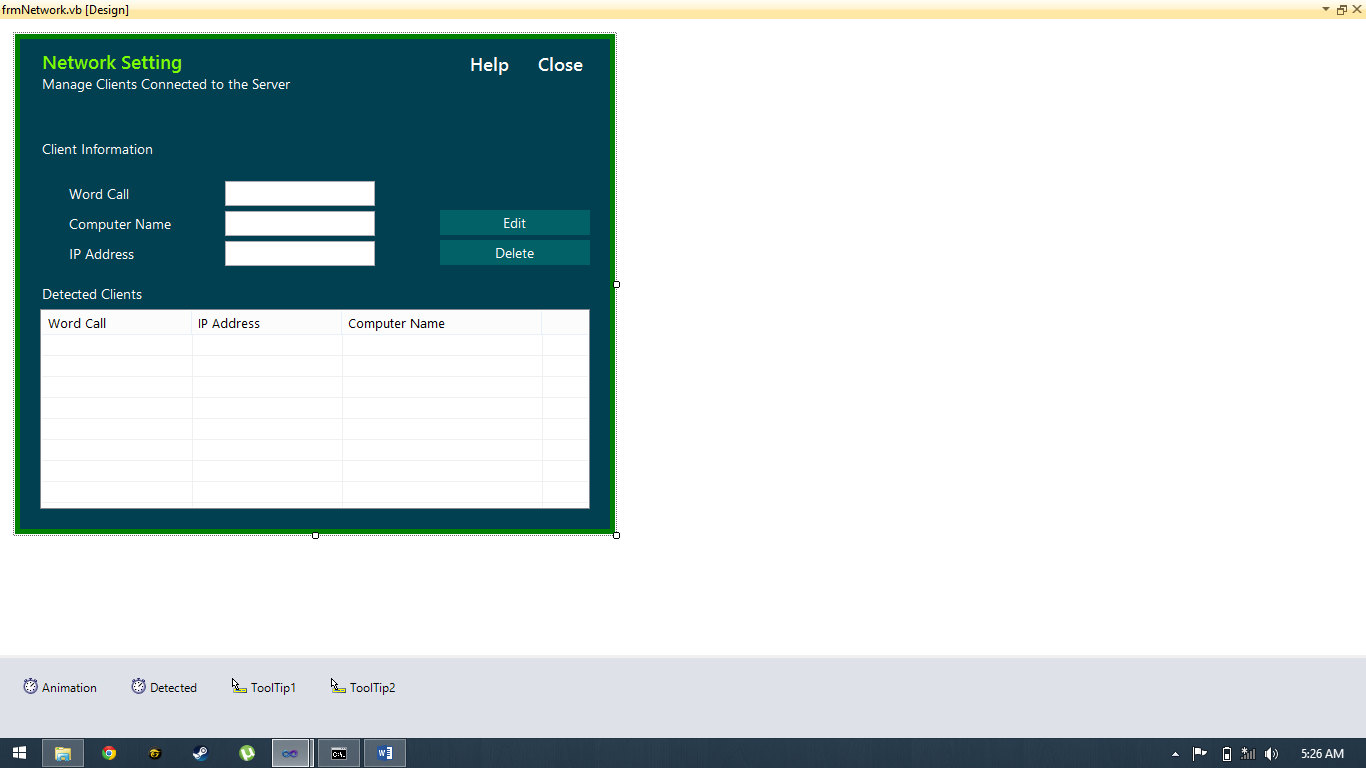 frmNetwork.vb [Design]
Network Setting
Help
Close
Manage Clients Connected to the Server
Client Information
Word Call
Computer Name
Edit
IP Address
Delete
Detected Clients
Word Call
IP Address
Computer Name
Animation
Detected
ToolTip1
ToolTip2
C:\.
5:26 AM